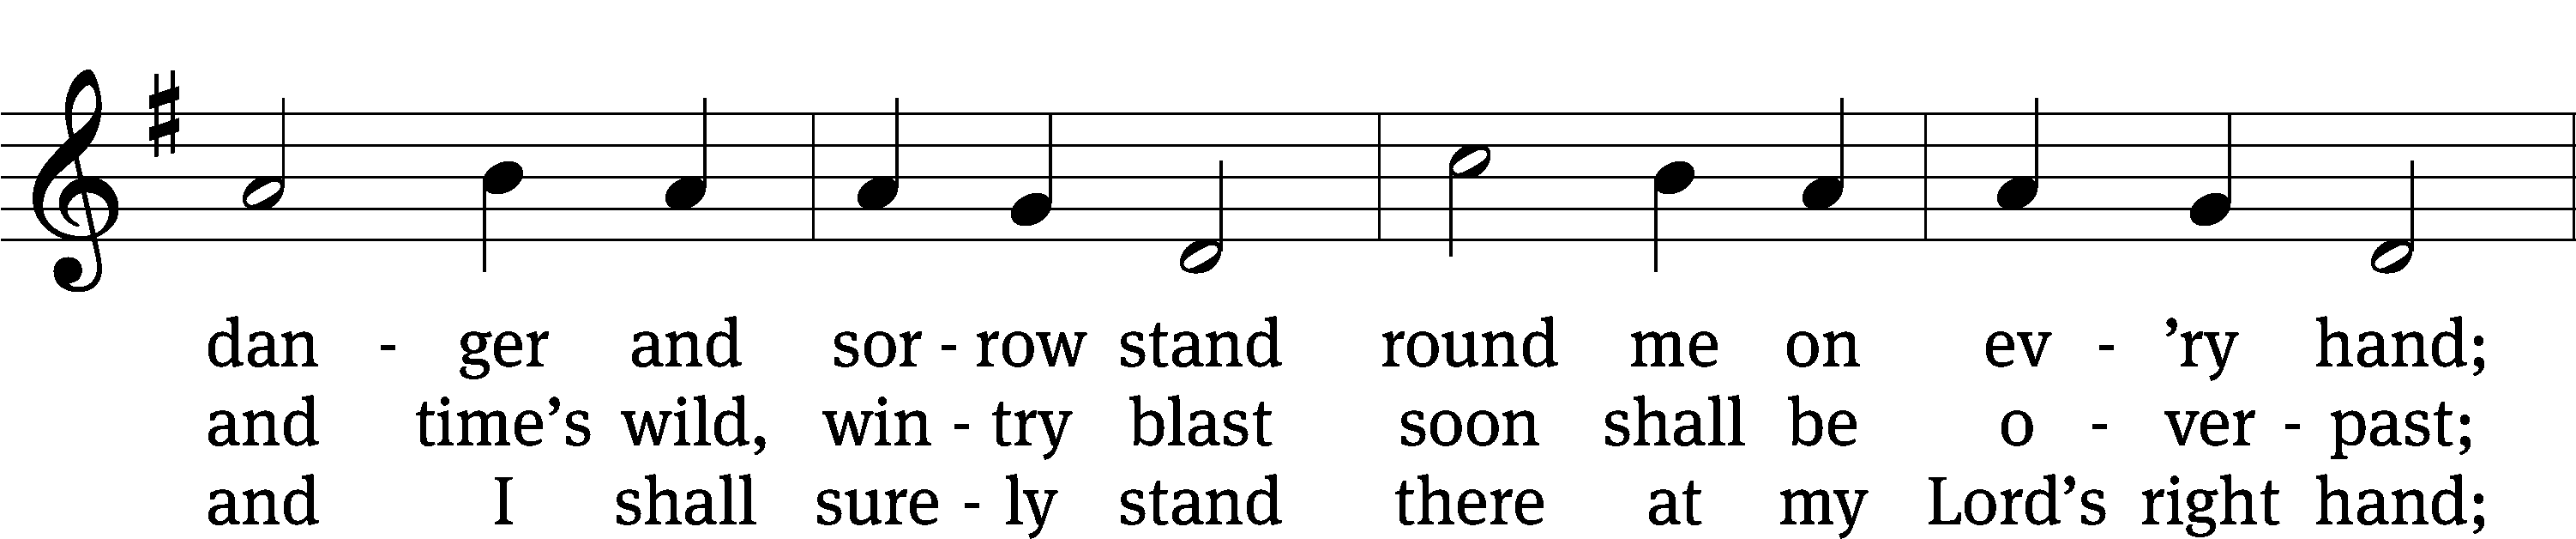 dan - ger and sor - row stand round me on ev - ’ry hand;
and time’s wild, win - try blast soon shall be o - ver - past;
and I shall sure - ly stand there at my Lord’s right hand;